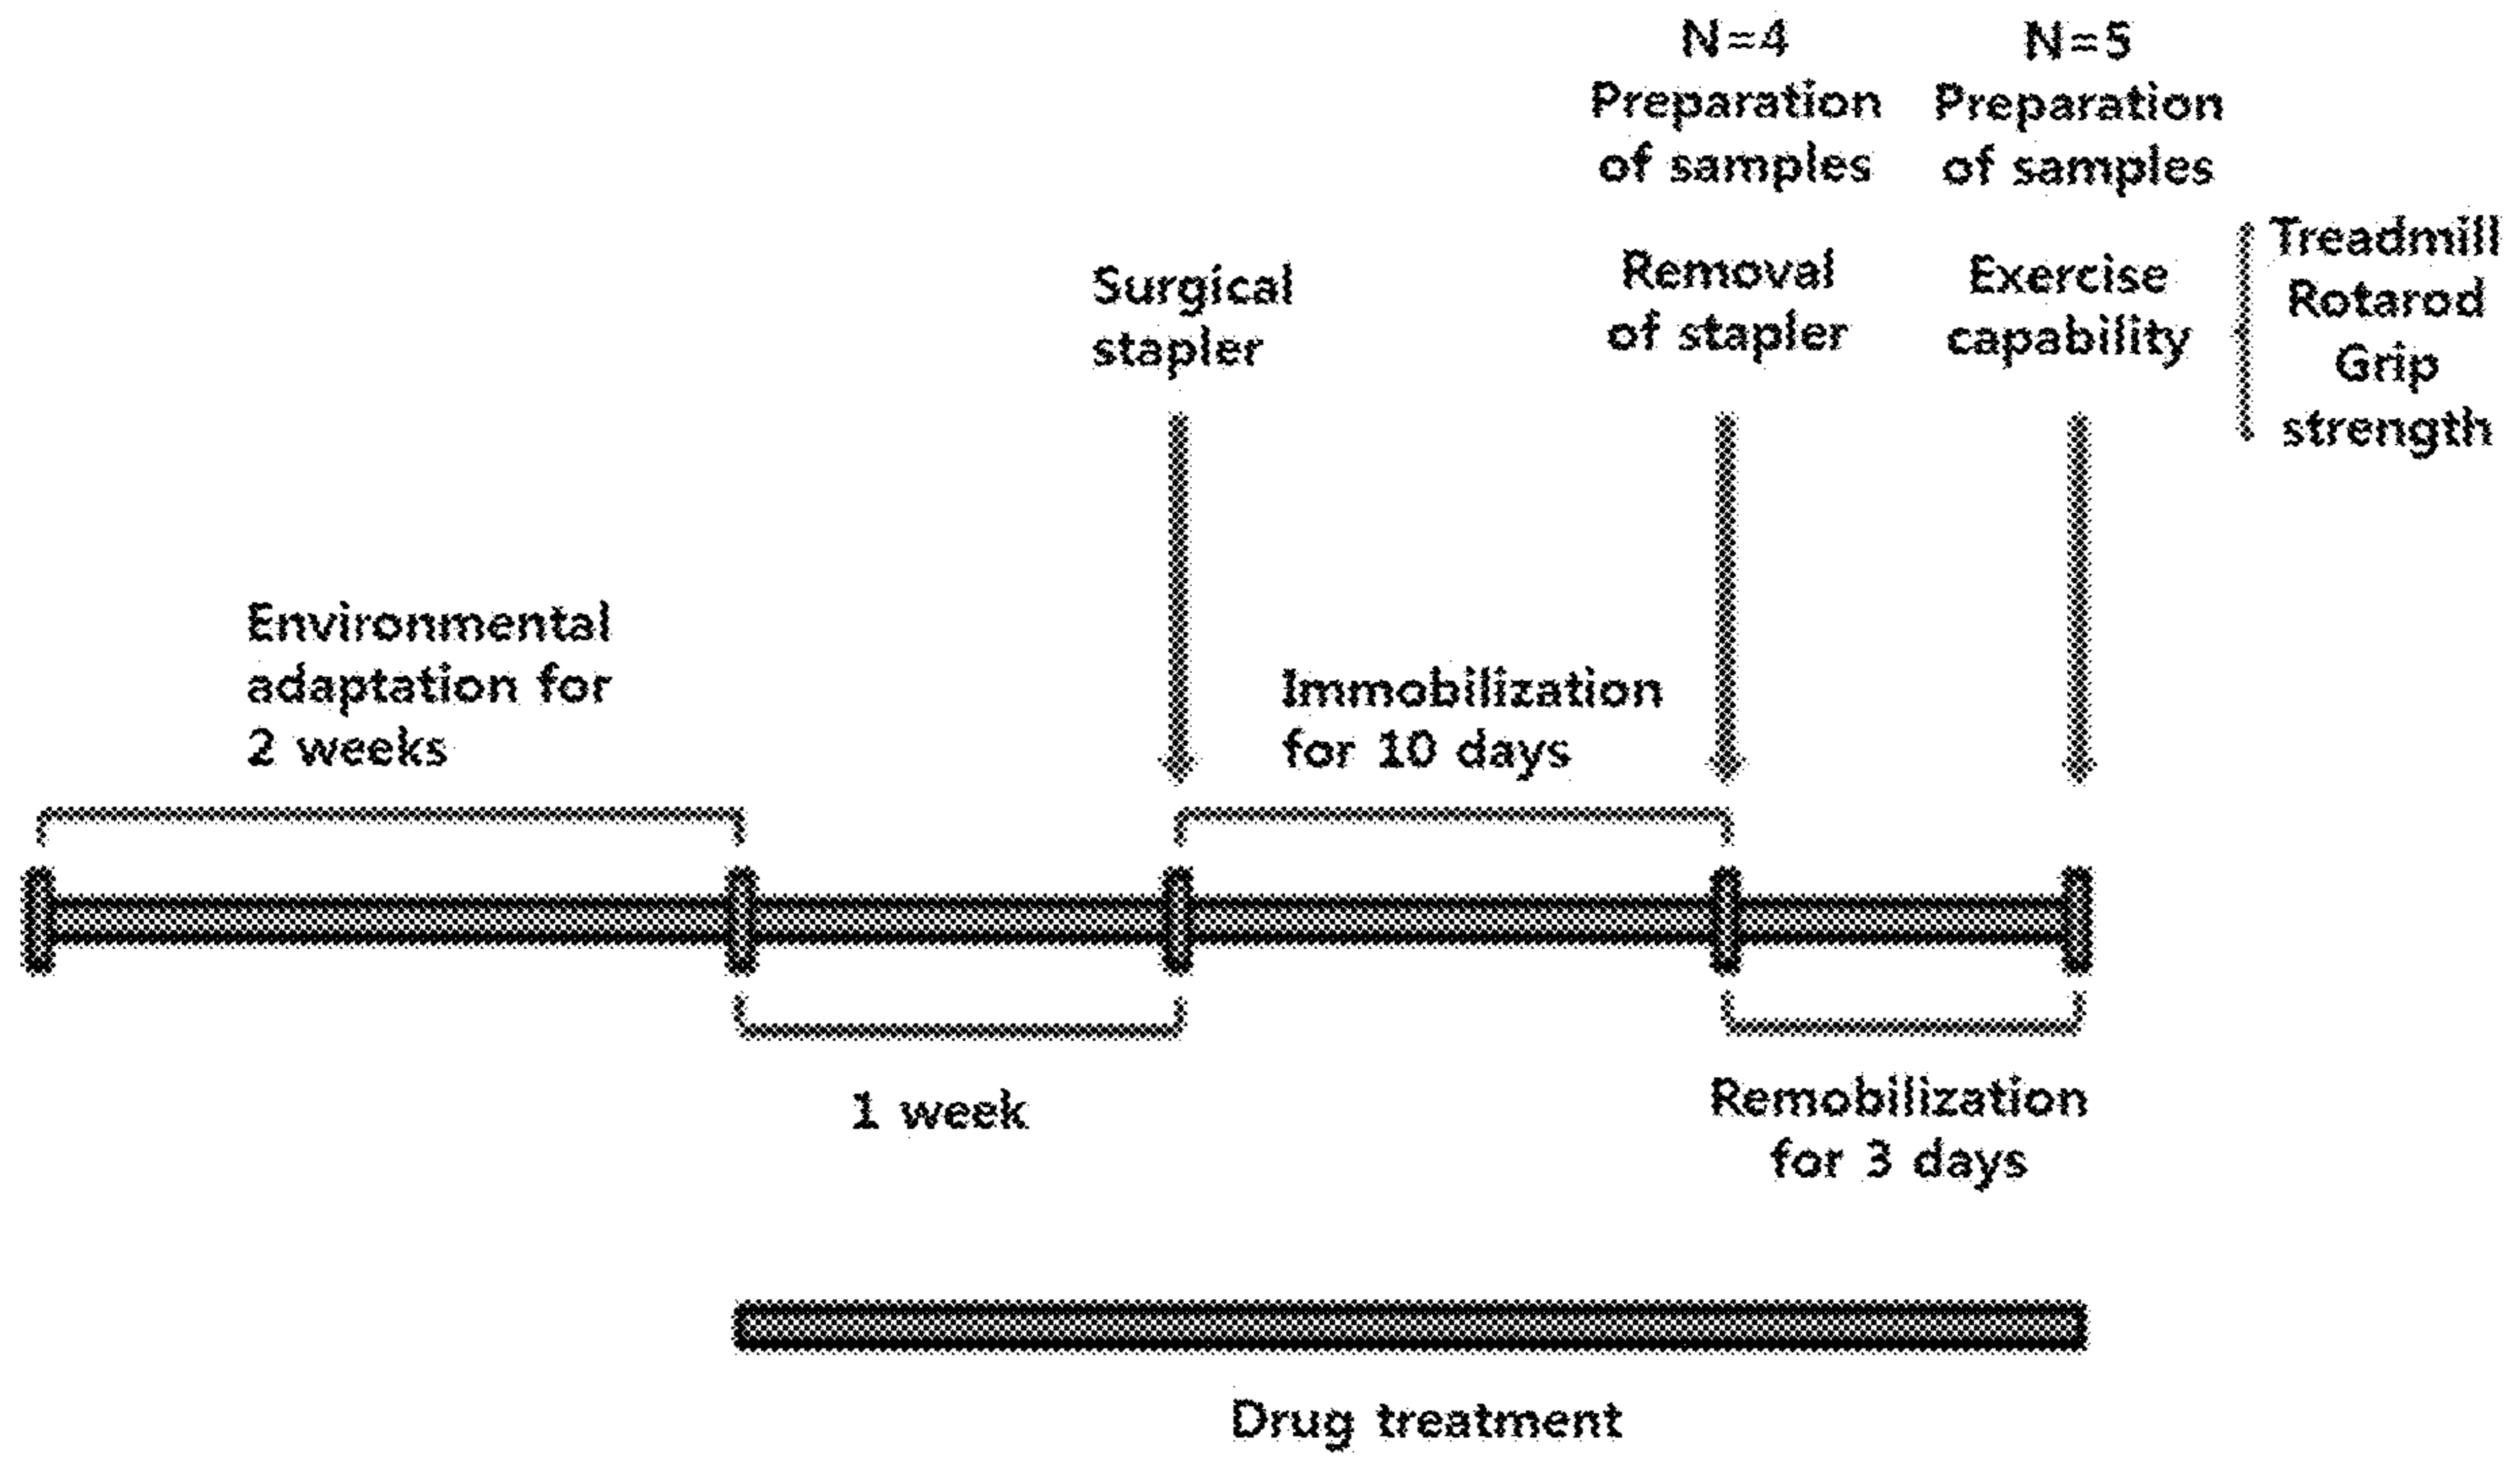 N=4
Preparation
of samples
N=5
Preparation
of samples
Surgical
stapler
Removal
of stapler
Exercise
capability
Treadmill
Rotarod
Grip
strength
Environmental
adaptation for
2 weeks
Immobilization
for 10 days
1 week
Remobilization
for 3 days
Drug treatment